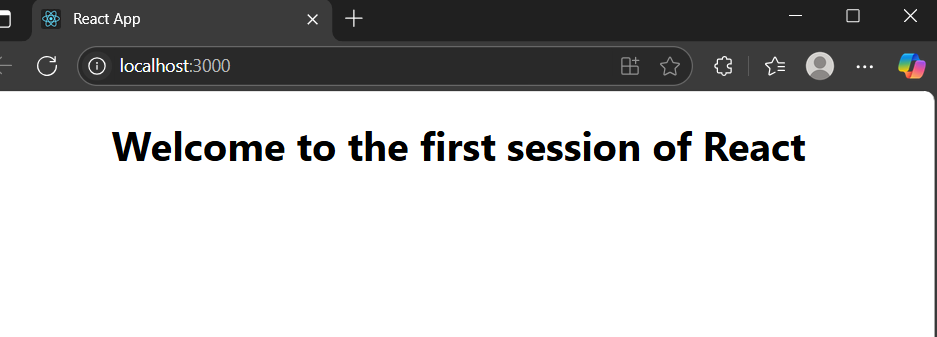 React App
localhost:3000
Welcome to the first session of React